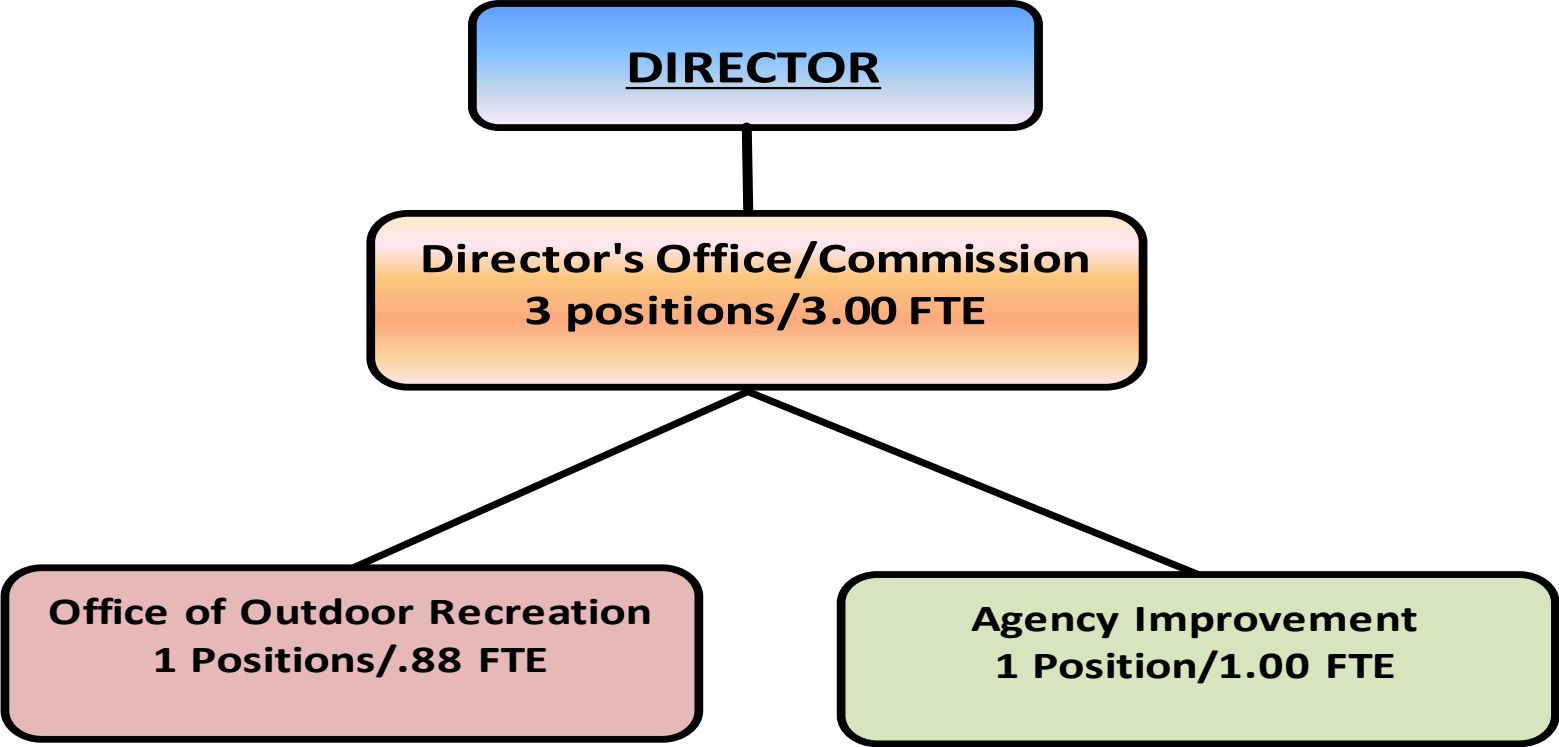 DIRECTOR
Director's Office/Commission
3 positions/3.00 FTE
Office of Outdoor Recreation
1 Positions/.88 FTE
Agency Improvement
1 Position/1.00 FTE